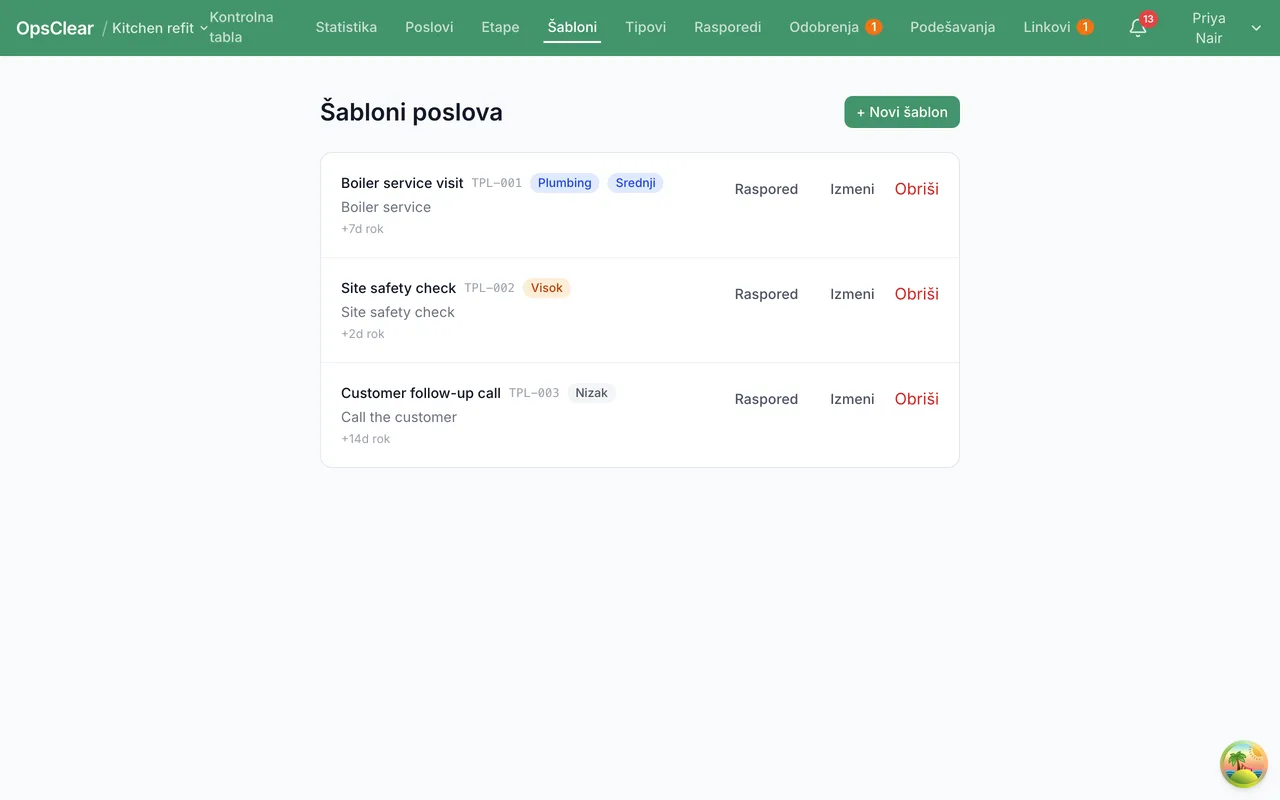 OpsClear / Kitchen refit
Kontrolna tabla
Statistika
Poslovi
Etape
Šabloni
Tipovi
Rasporedi
Odobrenja 1
Podešavanja
Linkovi 1
13
Priya Nair
Šabloni poslova
+ Novi šablon
Boiler service visit TPL-001 Plumbing Srednji
Boiler service
+7d rok
Raspored Izmeni Obriši
Site safety check TPL-002 Visok
Site safety check
+2d rok
Raspored Izmeni Obriši
Customer follow-up call TPL-003 Nizak
Call the customer
+14d rok
Raspored Izmeni Obriši